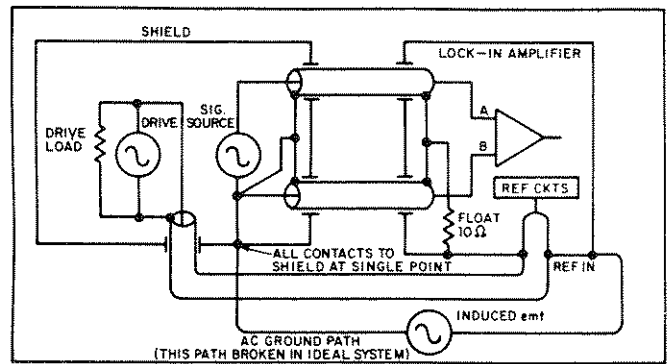 SHIELD
LOCK-IN AMPLIFIER
DRIVE
LOAD
DRIVE
SIG.
SOURCE
A
B
REF CKTS
FLOAT
10Ω
ALL CONTACTS TO
SHIELD AT SINGLE POINT
REF IN
INDUCED emf
AC GROUND PATH
(THIS PATH BROKEN IN IDEAL SYSTEM)